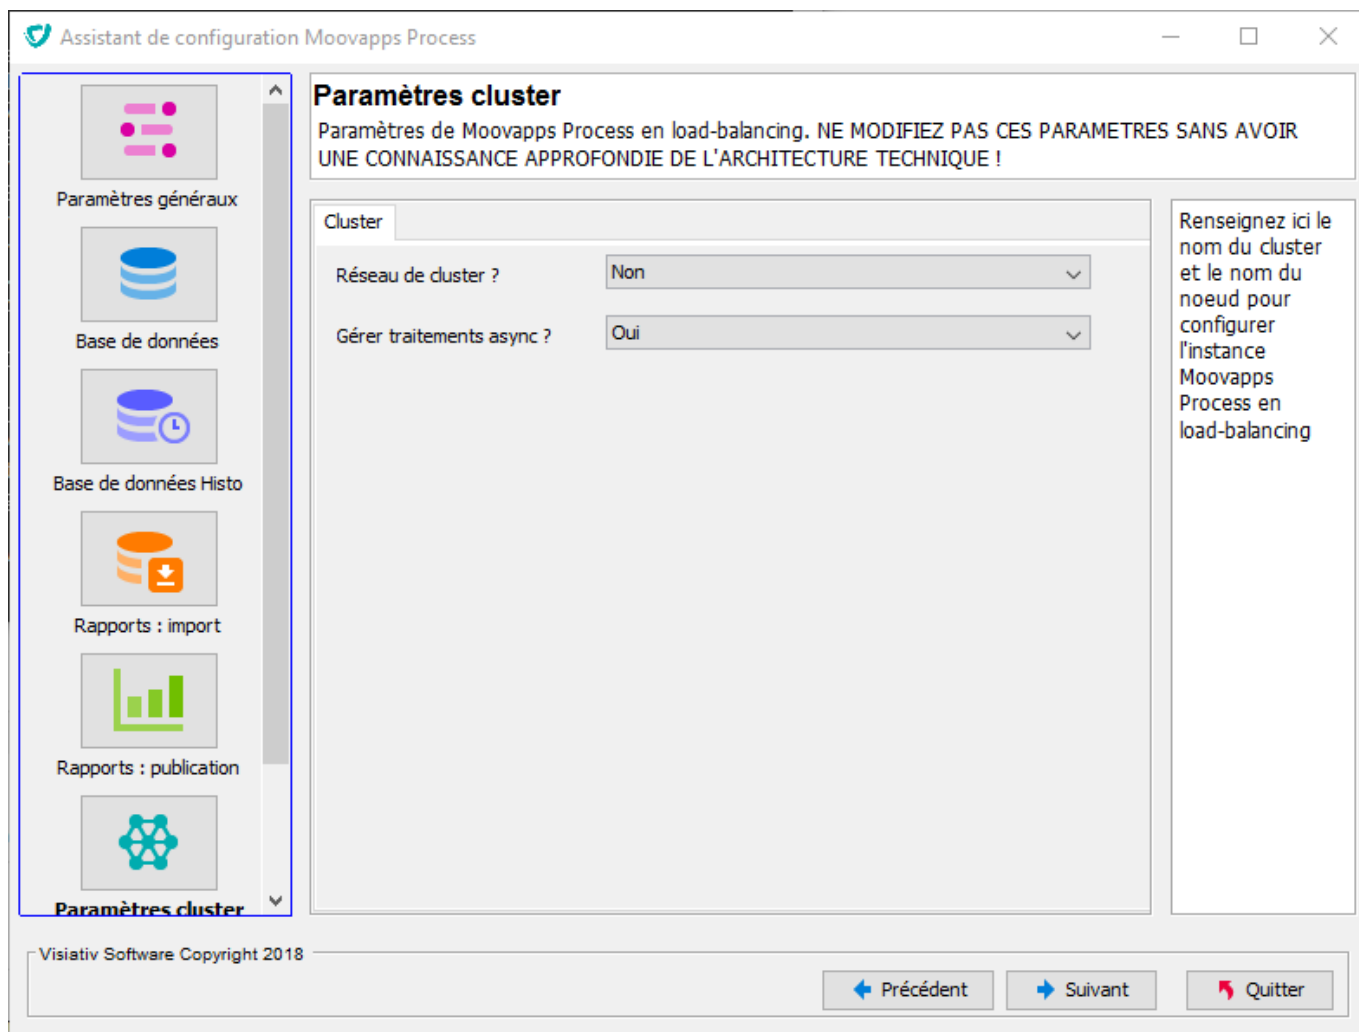 Assistant de configuration Moovapps Process
Paramètres généraux
Base de données
Base de données Histo
Rapports : import
Rapports : publication
Paramètres cluster
Paramètres cluster
Paramètres de Moovapps Process en load-balancing. NE MODIFIEZ PAS CES PARAMETRES SANS AVOIR
UNE CONNAISSANCE APPROFONDIE DE L'ARCHITECTURE TECHNIQUE !
Cluster
Réseau de cluster ? Non
Gérer traitements async ? Oui
Renseignez ici le
nom du cluster
et le nom du
noeud pour
configurer
l'instance
Moovapps
Process en
load-balancing
Visiativ Software Copyright 2018
Précédent Suivant Quitter